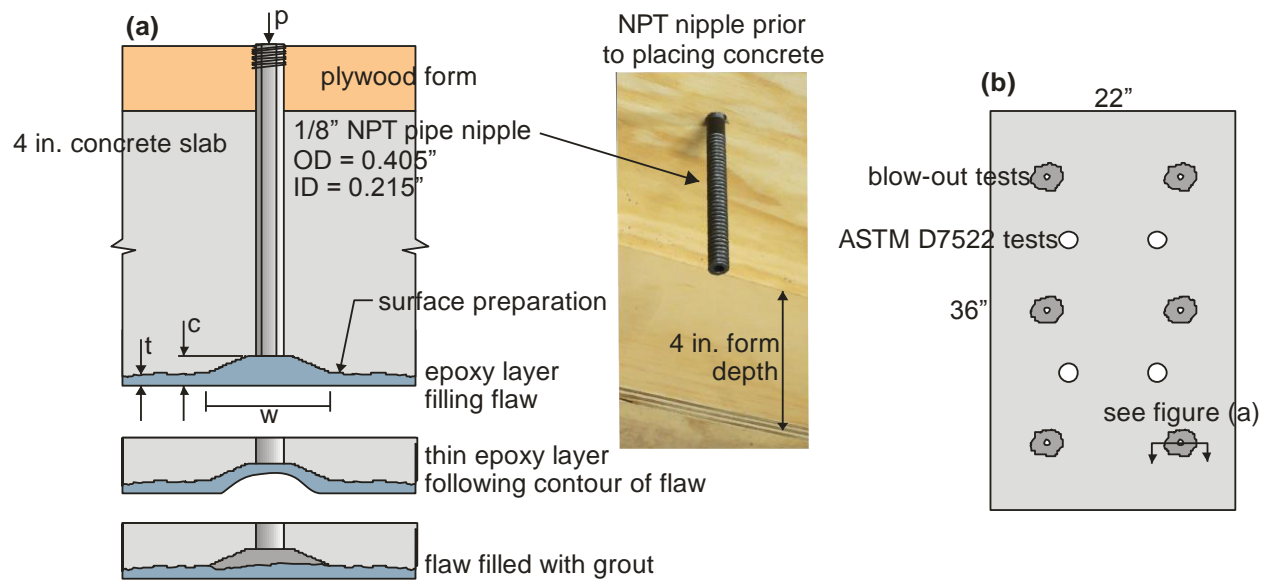 (a)
p
plywood form
4 in. concrete slab
1/8” NPT pipe nipple
OD = 0.405”
ID = 0.215”
surface preparation
c
t
epoxy layer
filling flaw
w
thin epoxy layer
following contour of flaw
flaw filled with grout
NPT nipple prior
to placing concrete
4 in. form
depth
(b)
22”
blow-out tests
ASTM D7522 tests
36”
see figure (a)